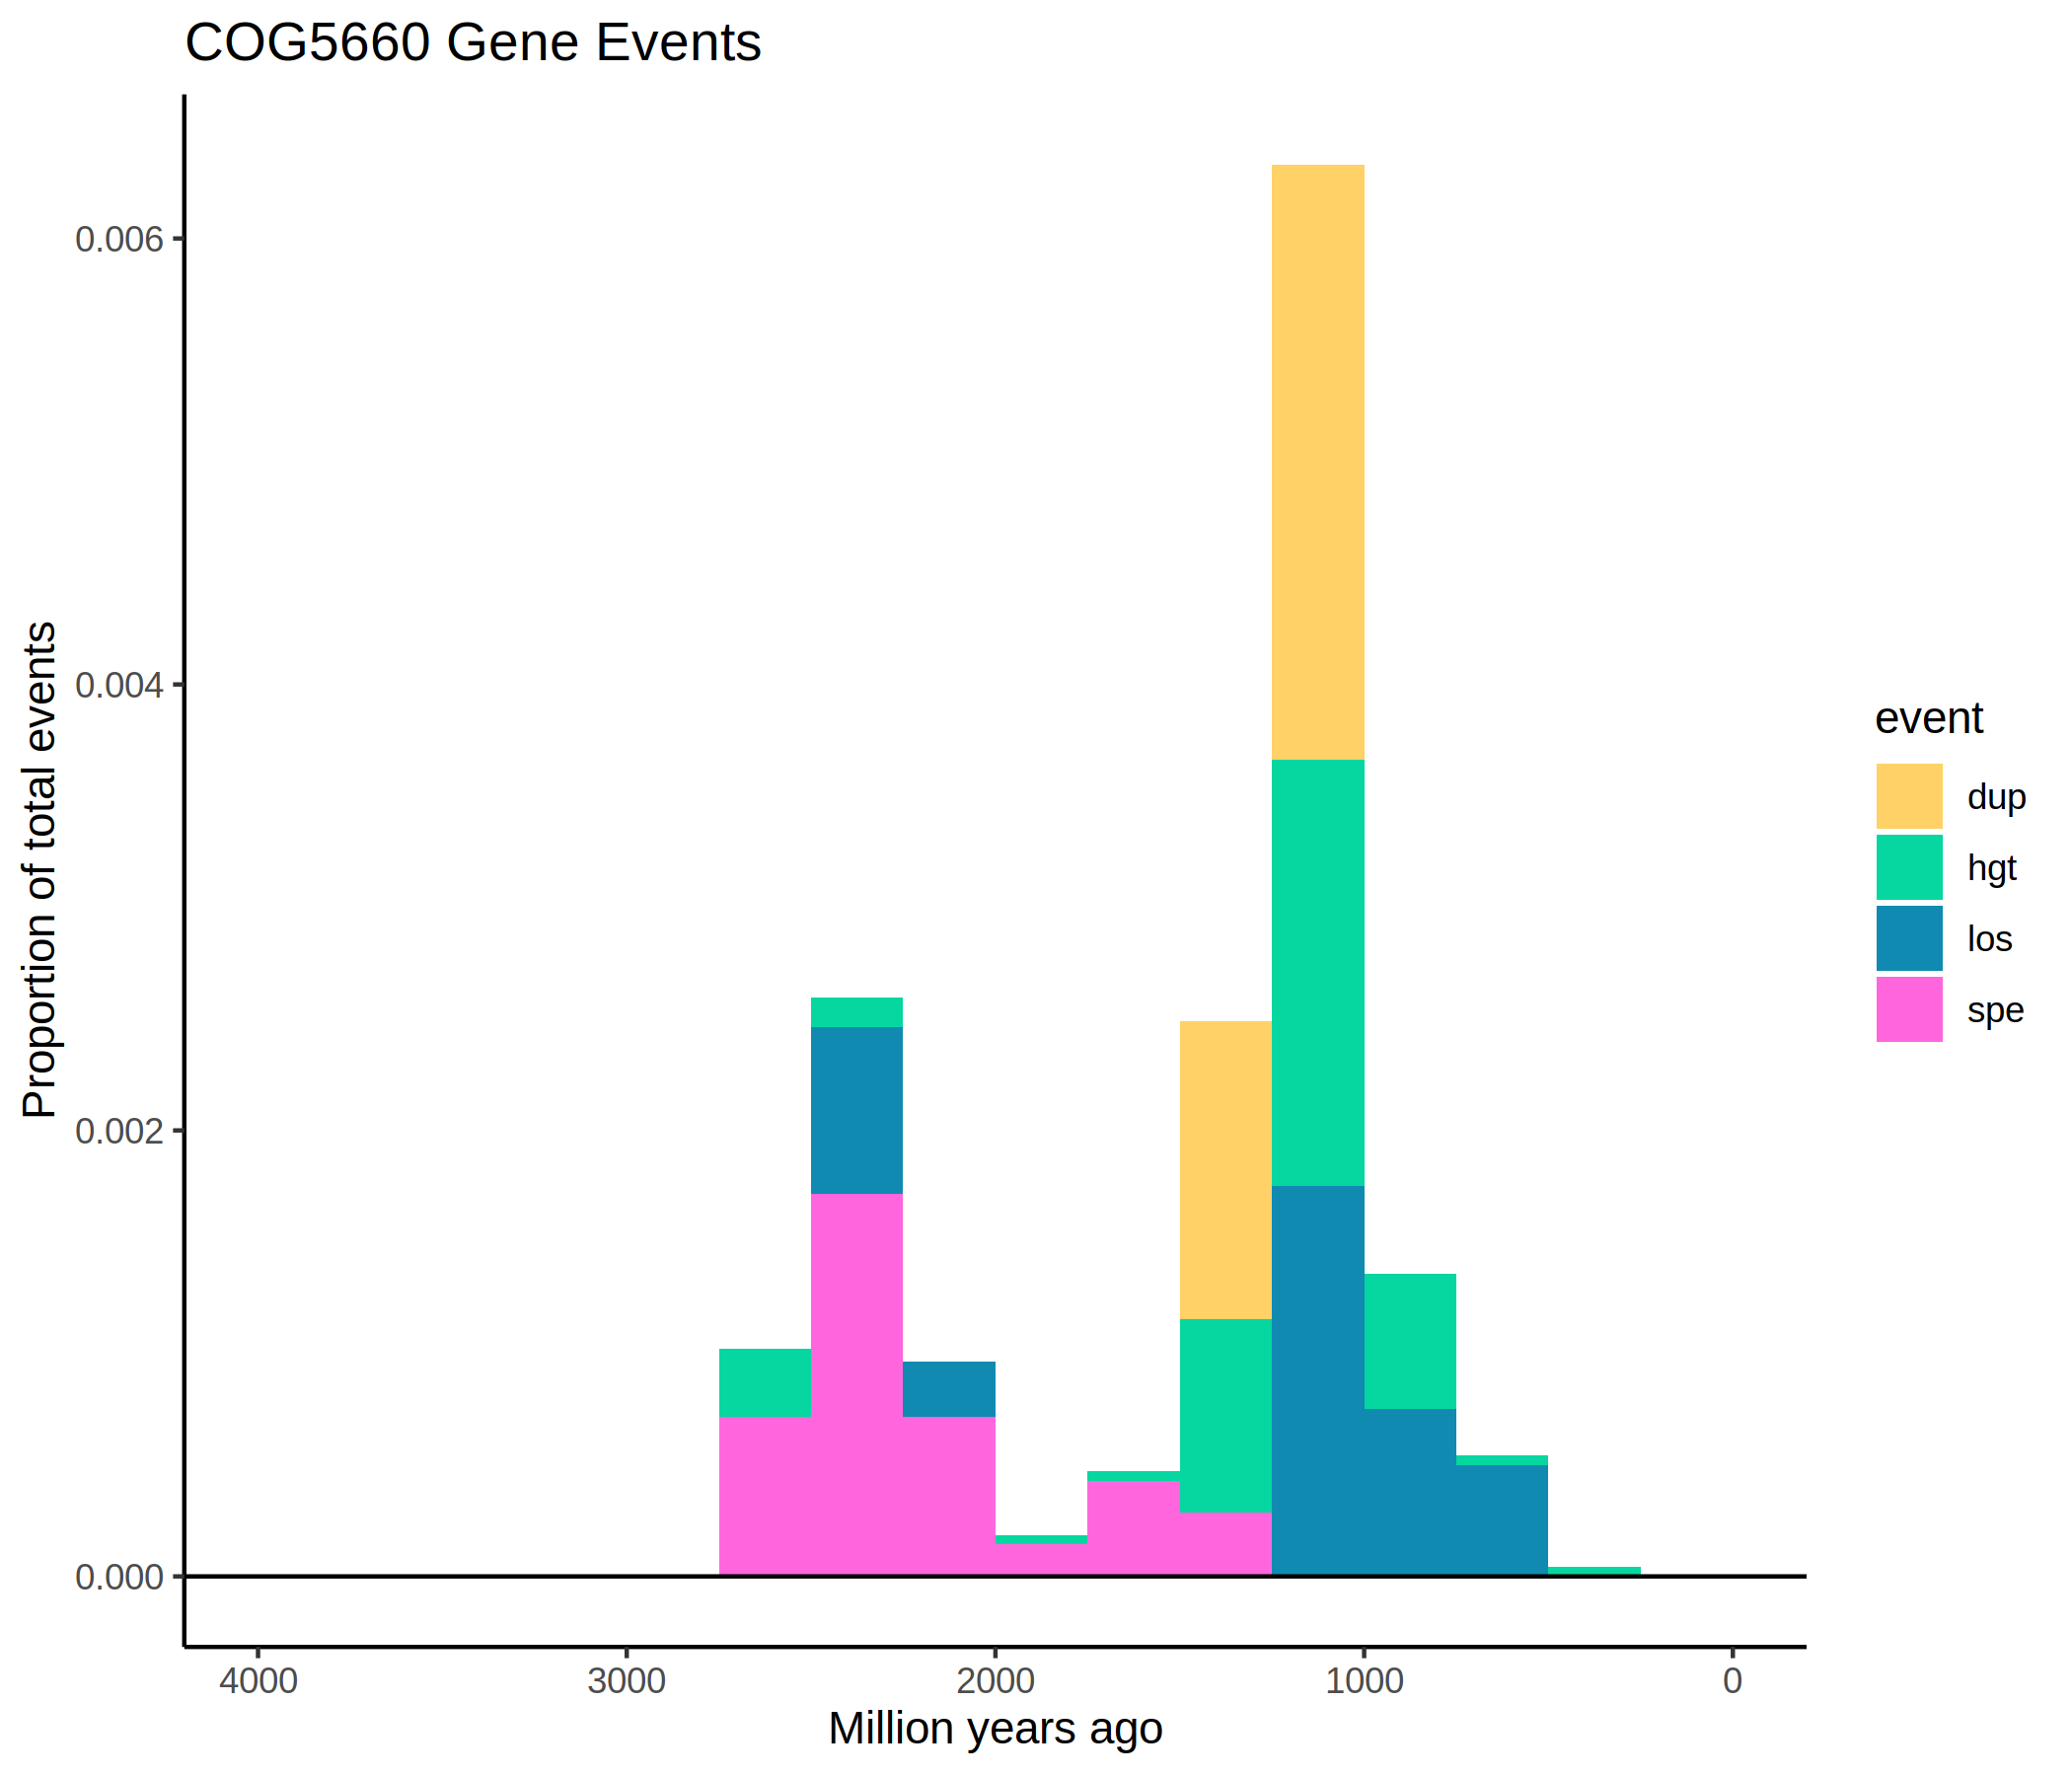 COG5660 Gene Events
Proportion of total events
0.006
0.004
0.002
0.000
4000 3000 2000 1000 0
Million years ago
event
dup
hgt
los
spe